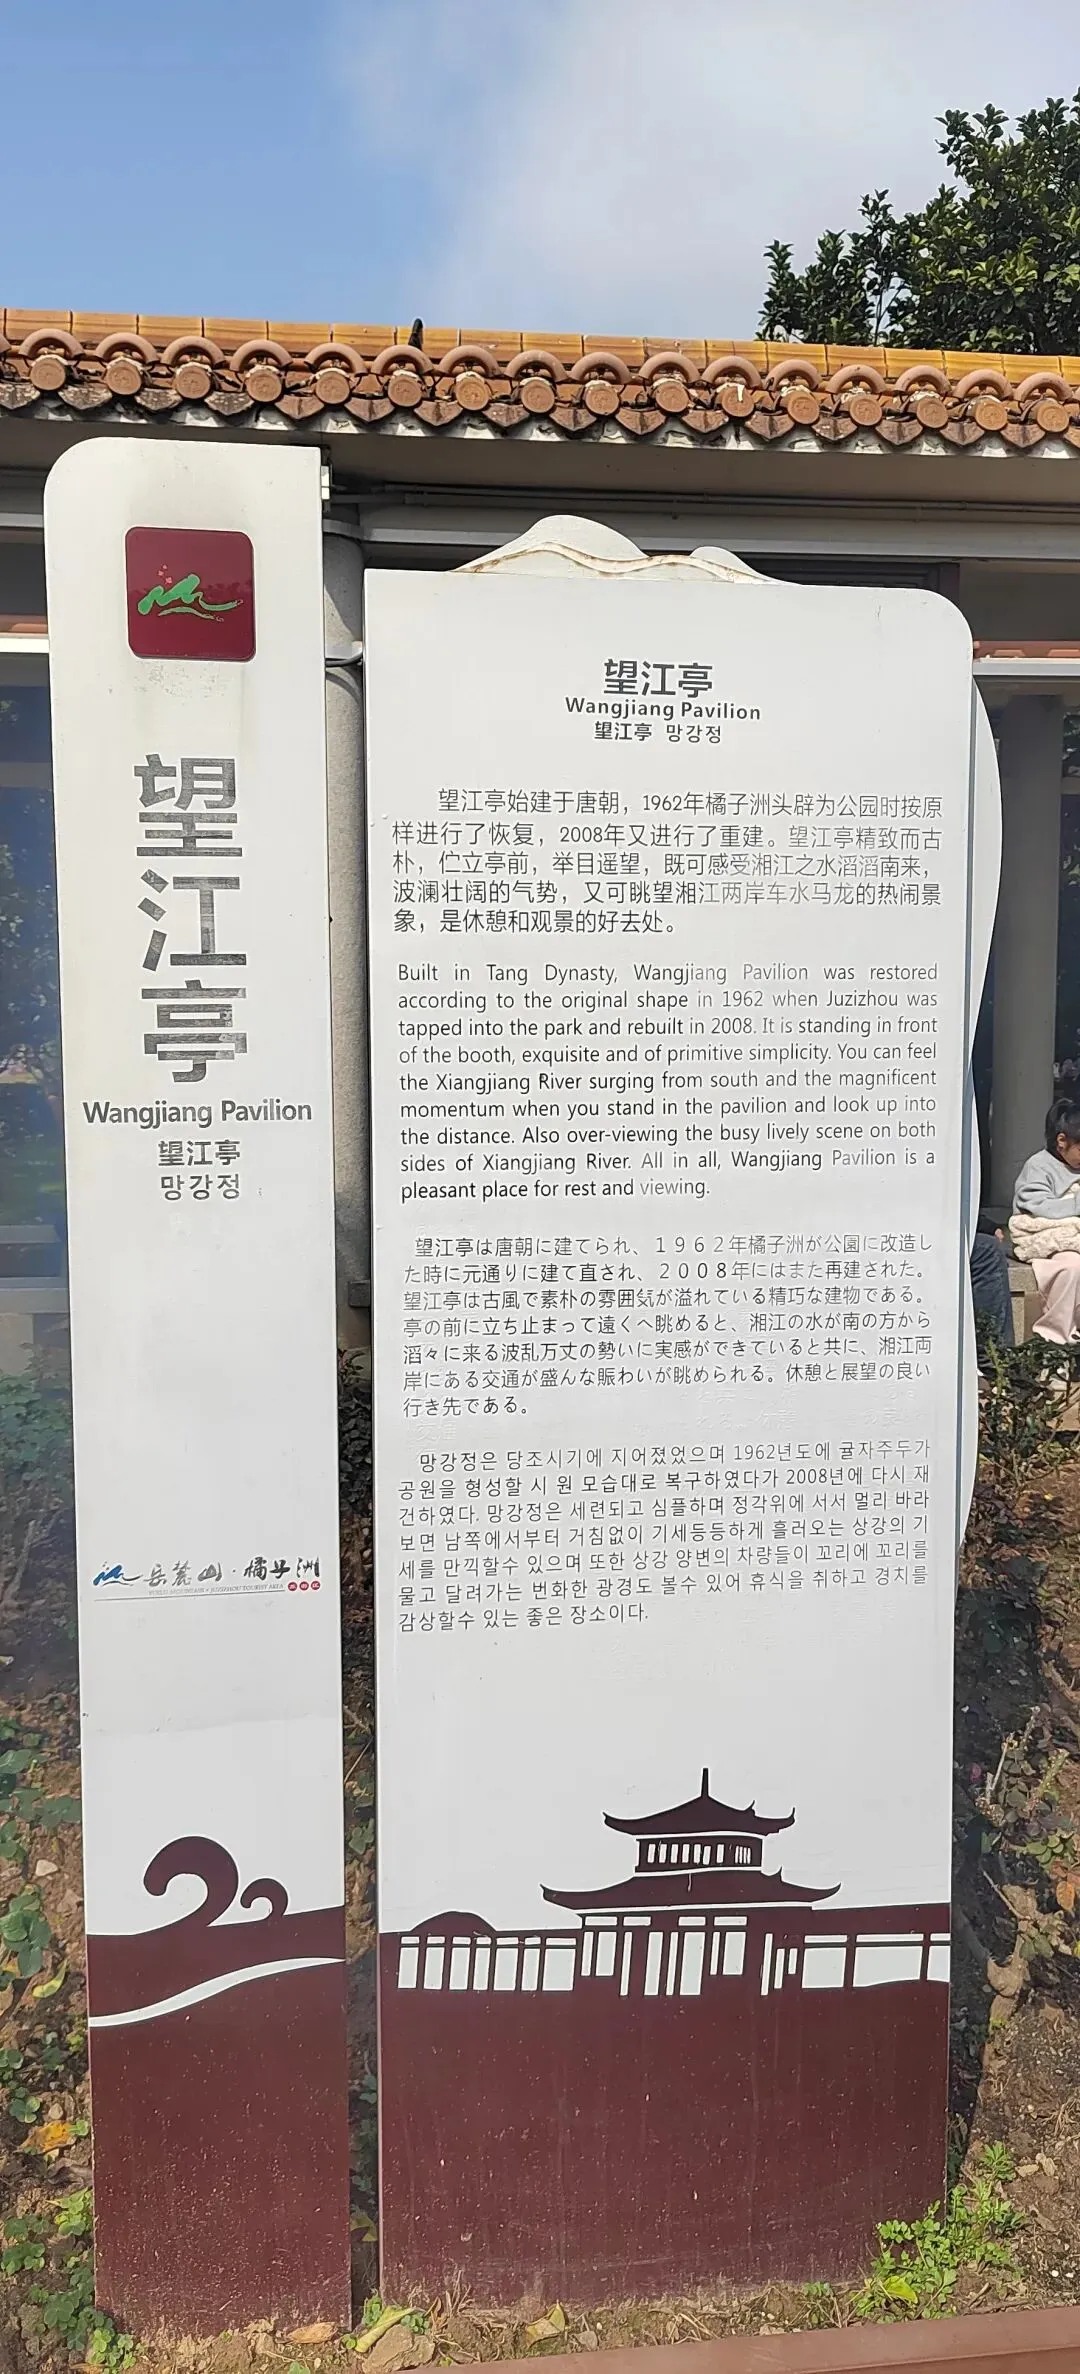 望江亭
Wangjiang Pavilion
望江亭
망강정
岳麓山·橘子洲
望江亭
Wangjiang Pavilion
望江亭 망강정
望江亭始建于唐朝，1962年橘子洲头辟为公园时按原
样进行了恢复，2008年又进行了重建。望江亭精致而古
朴，伫立亭前，举目遥望，既可感受湘江之水滔滔南来，
波澜壮阔的气势，又可眺望湘江两岸车水马龙的热闹景
象，是休憩和观景的好去处。
Built in Tang Dynasty, Wangjiang Pavilion was restored
according to the original shape in 1962 when Juzizhou was
tapped into the park and rebuilt in 2008. It is standing in front
of the booth, exquisite and of primitive simplicity. You can feel
the Xiangjiang River surging from south and the magnificent
momentum when you stand in the pavilion and look up into
the distance. Also over-viewing the busy lively scene on both
sides of Xiangjiang River. All in all, Wangjiang Pavilion is a
pleasant place for rest and viewing.
望江亭は唐朝に建てられ、１９６２年橘子洲が公園に改造し
た時に元通りに建て直され、２００８年にはまた再建された。
望江亭は古風で素朴の雰囲気が溢れている精巧な建物である。
亭の前に立ち止まって遠くへ眺めると、湘江の水が南の方から
滔々に来る波乱万丈の勢いに実感ができていると共に、湘江両
岸にある交通が盛んな賑わいが眺められる。休憩と展望の良い
行き先である。
망강정은 당조시기에 지어졌었으며 1962년도에 귤자주두가
공원을 형성할 시 원 모습대로 복구하였다가 2008년에 다시 재
건하였다. 망강정은 세련되고 심플하며 정각위에 서서 멀리 바라
보면 남쪽에서부터 거침없이 기세등등하게 흘러오는 상강의 기
세를 만끽할수 있으며 또한 상강 양변의 차량들이 꼬리에 꼬리를
물고 달려가는 번화한 광경도 볼수 있어 휴식을 취하고 경치를
감상할수 있는 좋은 장소이다.